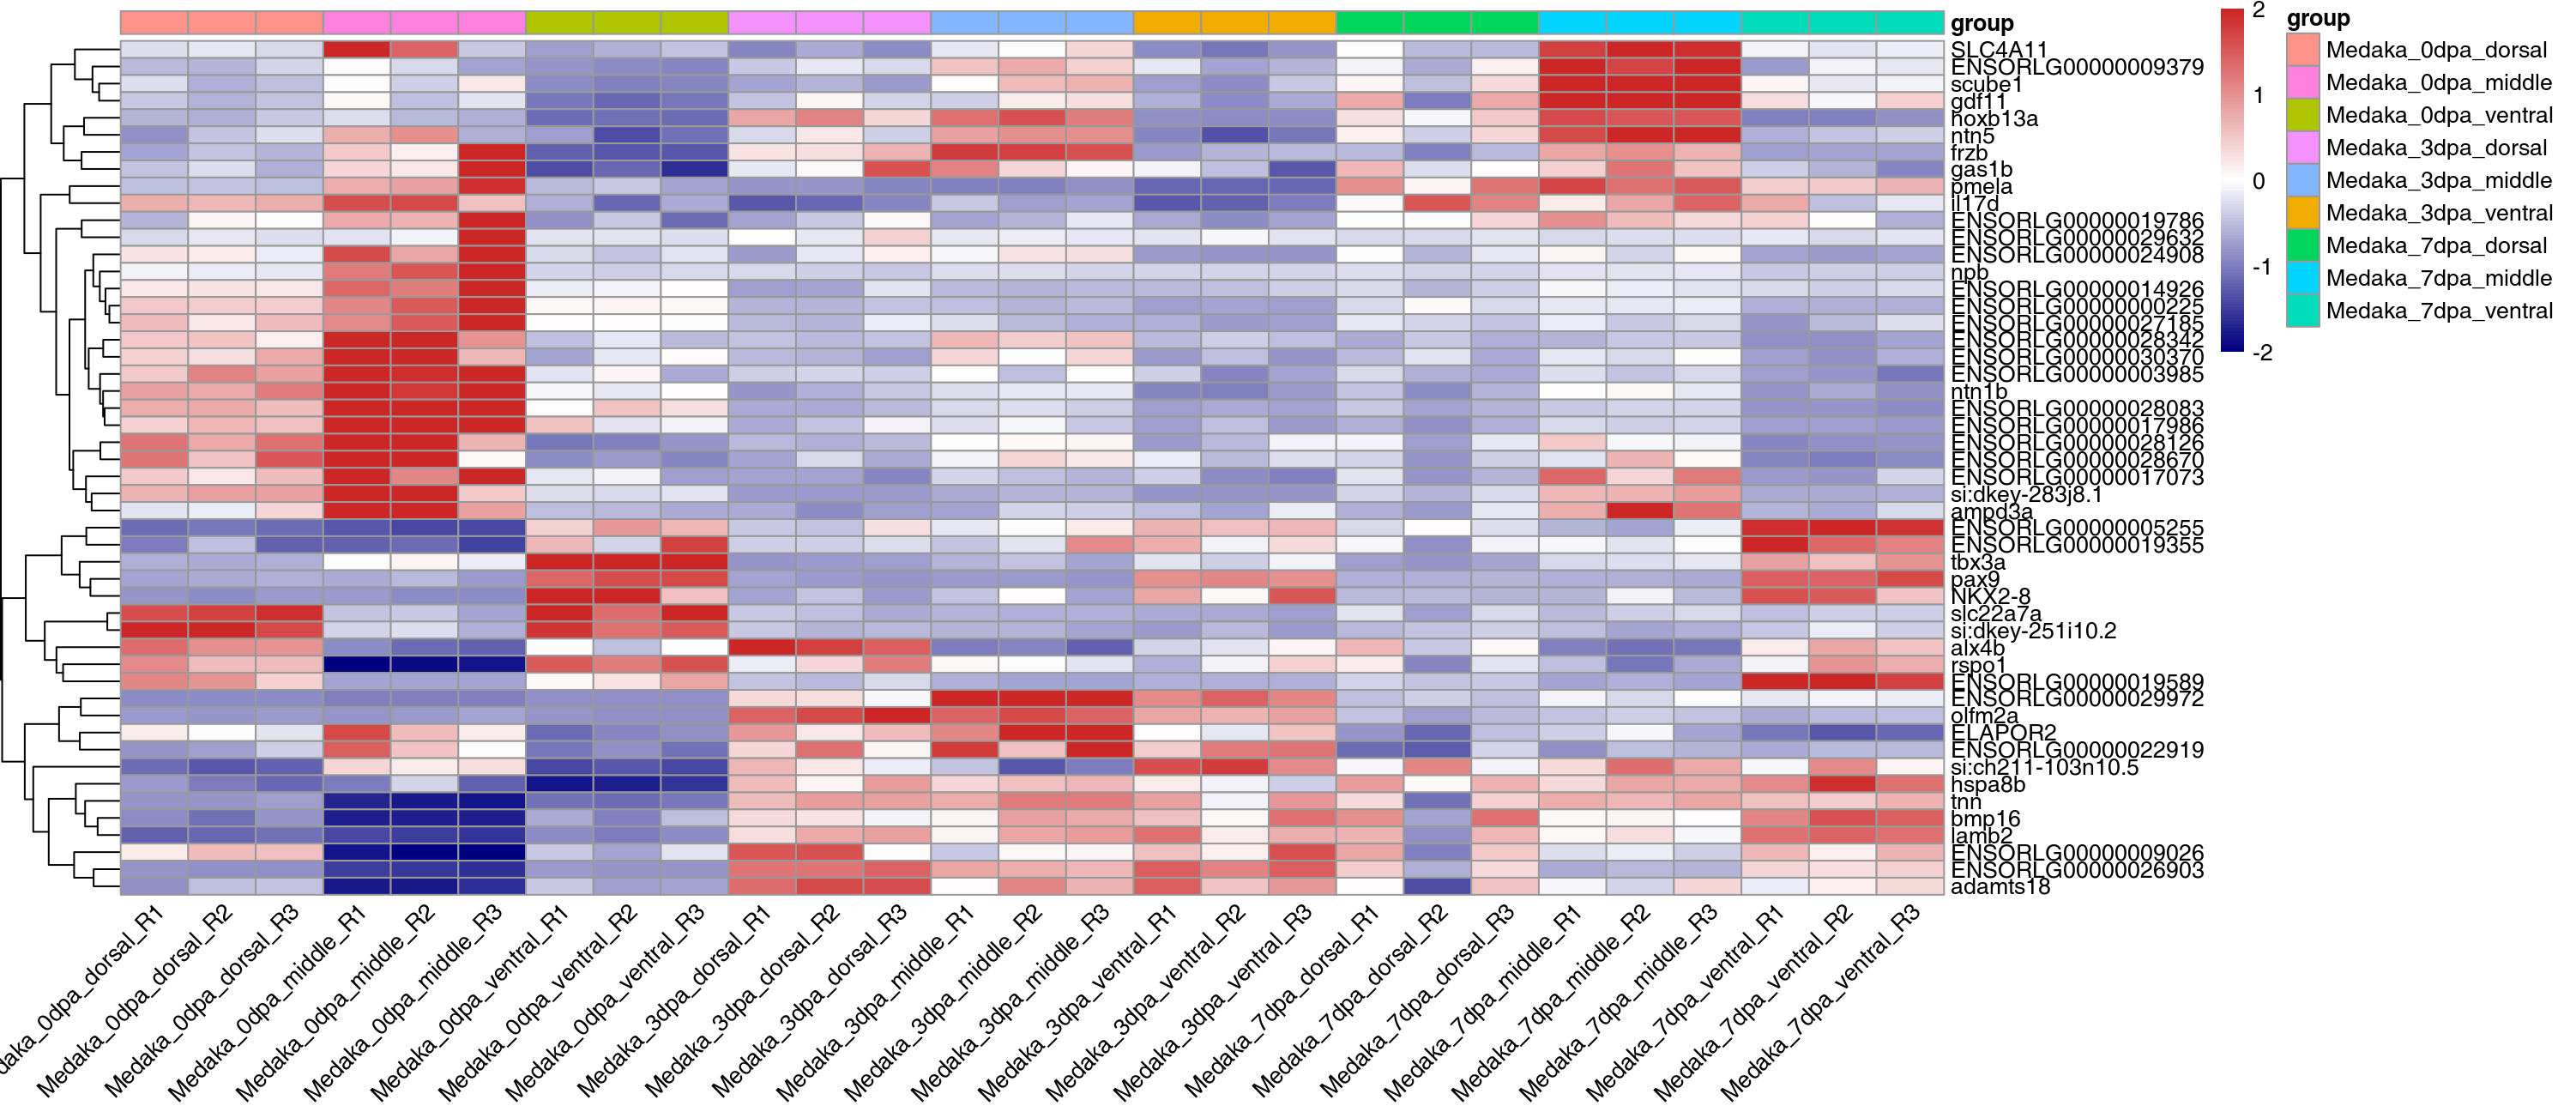 group
SLC4A11
ENSORLG00000009379
scube1
gdf11
hoxb13a
ntn5
frzb
gas1b
pmela
il17d
ENSORLG00000019786
ENSORLG00000029632
ENSORLG00000024908
npb
ENSORLG00000014926
ENSORLG00000000225
ENSORLG00000027185
ENSORLG00000028342
ENSORLG00000030370
ENSORLG00000003985
ntn1b
ENSORLG00000028083
ENSORLG00000017986
ENSORLG00000028126
ENSORLG00000028670
ENSORLG00000017073
si:dkey-283j8.1
ampd3a
ENSORLG00000005255
ENSORLG00000019355
tbx3a
pax9
NKX2-8
slc22a7a
si:dkey-251i10.2
alx4b
rspo1
ENSORLG00000019589
ENSORLG00000029972
olfm2a
ELAPOR2
ENSORLG00000022919
si:ch211-103n10.5
hspa8b
tnn
bmp16
lamb2
ENSORLG00000009026
ENSORLG00000026903
adamts18
2
1
0
-1
-2
group
Medaka_0dpa_dorsal
Medaka_0dpa_middle
Medaka_0dpa_ventral
Medaka_3dpa_dorsal
Medaka_3dpa_middle
Medaka_3dpa_ventral
Medaka_7dpa_dorsal
Medaka_7dpa_middle
Medaka_7dpa_ventral
daka_0dpa_dorsal_R1
Medaka_0dpa_dorsal_R2
Medaka_0dpa_dorsal_R3
Medaka_0dpa_middle_R1
Medaka_0dpa_middle_R2
Medaka_0dpa_middle_R3
Medaka_0dpa_ventral_R1
Medaka_0dpa_ventral_R2
Medaka_0dpa_ventral_R3
Medaka_3dpa_dorsal_R1
Medaka_3dpa_dorsal_R2
Medaka_3dpa_dorsal_R3
Medaka_3dpa_middle_R1
Medaka_3dpa_middle_R2
Medaka_3dpa_middle_R3
Medaka_3dpa_ventral_R1
Medaka_3dpa_ventral_R2
Medaka_3dpa_ventral_R3
Medaka_7dpa_dorsal_R1
Medaka_7dpa_dorsal_R2
Medaka_7dpa_dorsal_R3
Medaka_7dpa_middle_R1
Medaka_7dpa_middle_R2
Medaka_7dpa_middle_R3
Medaka_7dpa_ventral_R1
Medaka_7dpa_ventral_R2
Medaka_7dpa_ventral_R3